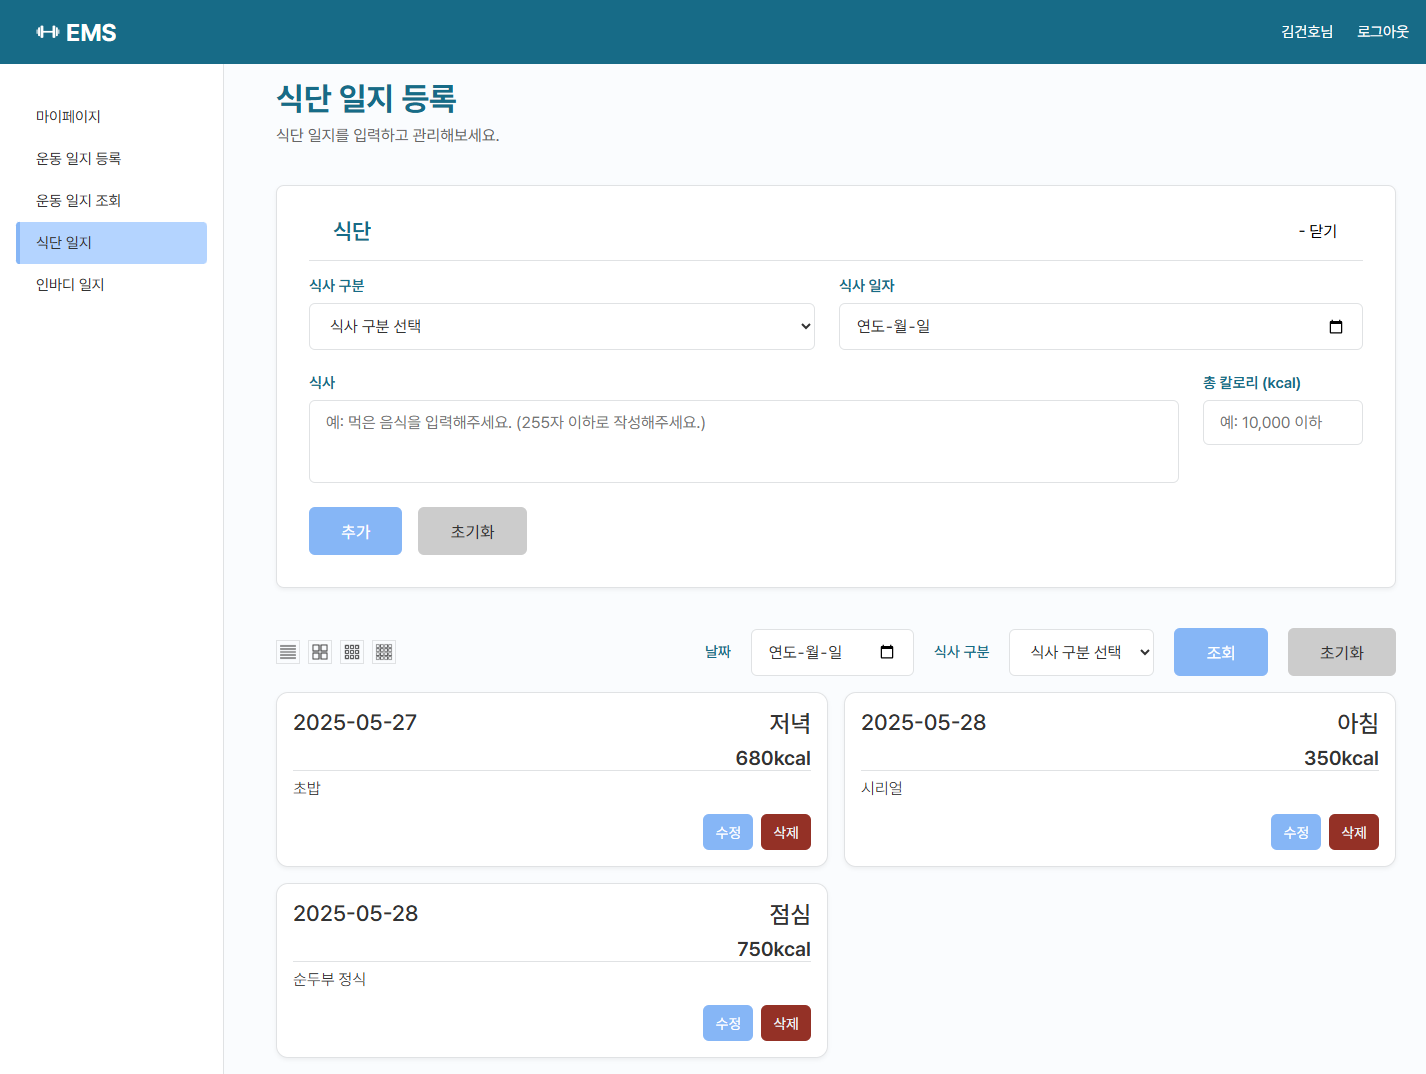 EMS
김건호님 로그아웃
마이페이지
운동 일지 등록
운동 일지 조회
식단 일지
인바디 일지
식단 일지 등록
식단 일지를 입력하고 관리해보세요.
식단 - 닫기
식사 구분 식사 일자
식사 구분 선택 연도-월-일
식사 총 칼로리 (kcal)
예: 먹은 음식을 입력해주세요. (255자 이하로 작성해주세요.) 예: 10,000 이하
추가 초기화
날짜 연도-월-일 식사 구분 식사 구분 선택 조회 초기화
2025-05-27 저녁
680kcal
초밥
수정 삭제
2025-05-28 아침
350kcal
시리얼
수정 삭제
2025-05-28 점심
750kcal
순두부 정식
수정 삭제